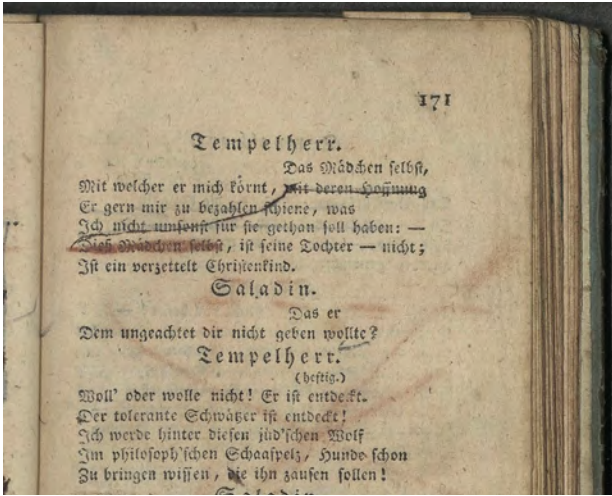 171
Tempelherr.
Das Mädchen selbst,
Mit welcher er mich körnt, mit deren Hoffnung
Er gern mir zu bezahlen schiene, was
Ich nicht umsonst für sie gethan soll haben: —
Dieß Mädchen selbst, ist seine Tochter — nicht;
Ist ein verzettelt Christenkind.
Saladin.
Das er
Dem ungeachtet dir nicht geben wollte?
Tempelherr.
(heftig.)
Woll' oder wolle nicht! Er ist entdeckt.
Der tolerante Schwätzer ist entdeckt!
Ich werde hinter diesen jüd'schen Wolf
Im philosoph'schen Schaafpelz, Hunde schon
Zu bringen wissen, die ihn zausen sollen!
Saladin.